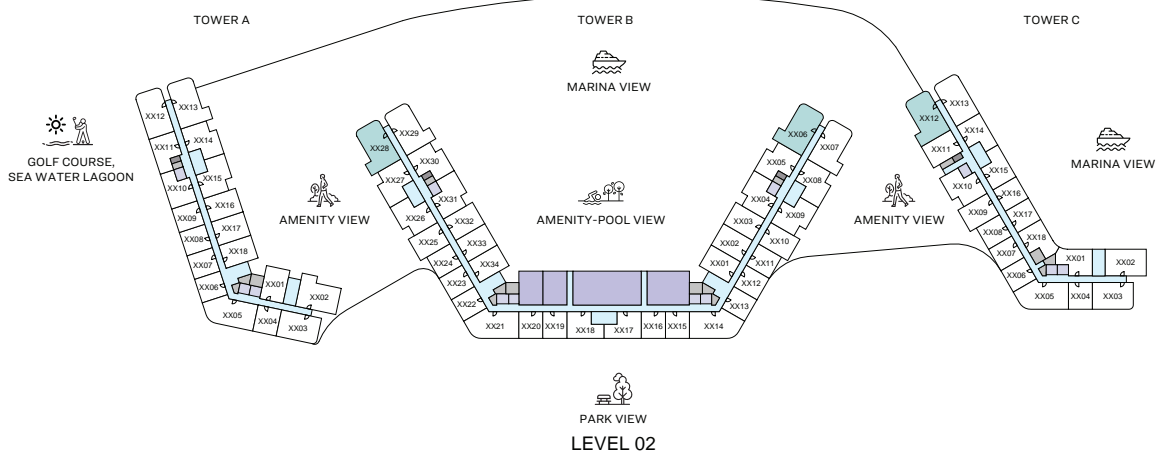 TOWER A
TOWER B
TOWER C
MARINA VIEW
GOLF COURSE,
SEA WATER LAGOON
AMENITY VIEW
AMENITY-POOL VIEW
AMENITY VIEW
MARINA VIEW
XX12
XX13
XX11
XX14
XX10
XX15
XX09
XX16
XX08
XX17
XX07
XX18
XX06
XX01
XX02
XX05
XX04
XX03
XX28
XX29
XX27
XX30
XX26
XX31
XX25
XX32
XX24
XX33
XX23
XX34
XX22
XX21
XX20
XX19
XX18
XX17
XX16
XX15
XX14
XX06
XX07
XX05
XX08
XX04
XX09
XX03
XX10
XX02
XX11
XX01
XX12
XX13
XX12
XX13
XX11
XX14
XX10
XX15
XX09
XX16
XX08
XX17
XX07
XX18
XX06
XX01
XX02
XX05
XX04
XX03
PARK VIEW
LEVEL 02